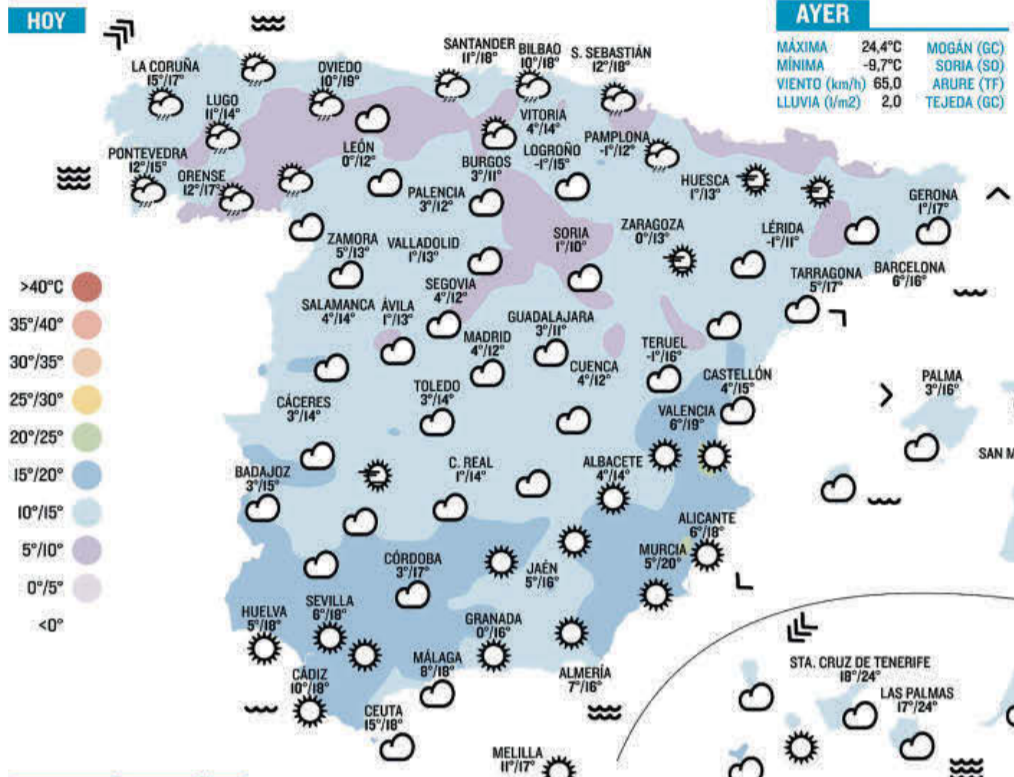 HOY
AYER
MÁXIMA 24,4°C MOGÁN (GC)
MÍNIMA -9,7°C SORIA (SO)
VIENTO (km/h) 65,0 ARURE (TF)
LLUVIA (l/m2) 2,0 TEJEDA (GC)
LA CORUÑA
15°/17°
LUGO
11°/14°
OVIEDO
10°/19°
SANTANDER
11°/18°
BILBAO
10°/18°
S. SEBASTIÁN
12°/18°
PONTEVEDRA
12°/15°
ORENSE
12°/17°
LEÓN
0°/12°
VITORIA
4°/14°
PAMPLONA
-1°/12°
LOGROÑO
-1°/15°
BURGOS
3°/11°
PALENCIA
3°/12°
HUESCA
1°/13°
GERONA
1°/17°
ZAMORA
5°/13°
VALLADOLID
1°/13°
SORIA
1°/10°
ZARAGOZA
0°/13°
LÉRIDA
-1°/11°
BARCELONA
6°/16°
TARRAGONA
5°/17°
SEGOVIA
4°/12°
SALAMANCA
4°/14°
ÁVILA
1°/13°
GUADALAJARA
3°/11°
MADRID
4°/12°
TERUEL
-1°/16°
CUENCA
4°/12°
CASTELLÓN
4°/15°
PALMA
3°/16°
TOLEDO
3°/14°
CÁCERES
3°/14°
VALENCIA
6°/19°
SAN M
BADAJOZ
3°/15°
C. REAL
1°/14°
ALBACETE
4°/14°
ALICANTE
6°/18°
MURCIA
5°/20°
CÓRDOBA
3°/17°
JAÉN
5°/16°
HUELVA
5°/18°
SEVILLA
6°/18°
GRANADA
0°/16°
MÁLAGA
8°/18°
ALMERÍA
7°/16°
CÁDIZ
10°/18°
CEUTA
15°/18°
MELILLA
11°/17°
STA. CRUZ DE TENERIFE
18°/24°
LAS PALMAS
17°/24°
>40°C
35°/40°
30°/35°
25°/30°
20°/25°
15°/20°
10°/15°
5°/10°
0°/5°
<0°